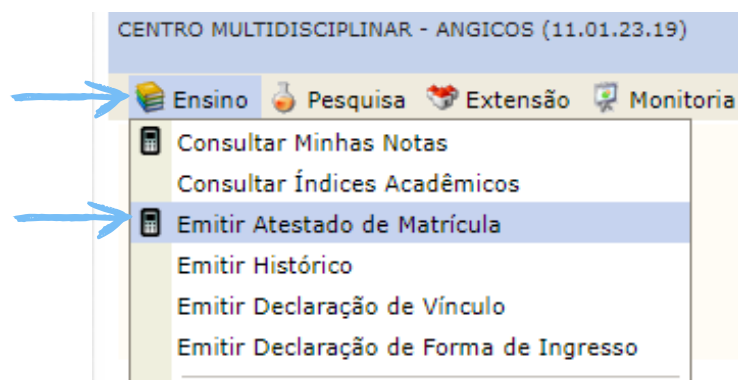 CENTRO MULTIDISCIPLINAR - ANGICOS (11.01.23.19)
Ensino Pesquisa Extensão Monitoria
Consultar Minhas Notas
Consultar Índices Acadêmicos
Emitir Atestado de Matrícula
Emitir Histórico
Emitir Declaração de Vínculo
Emitir Declaração de Forma de Ingresso